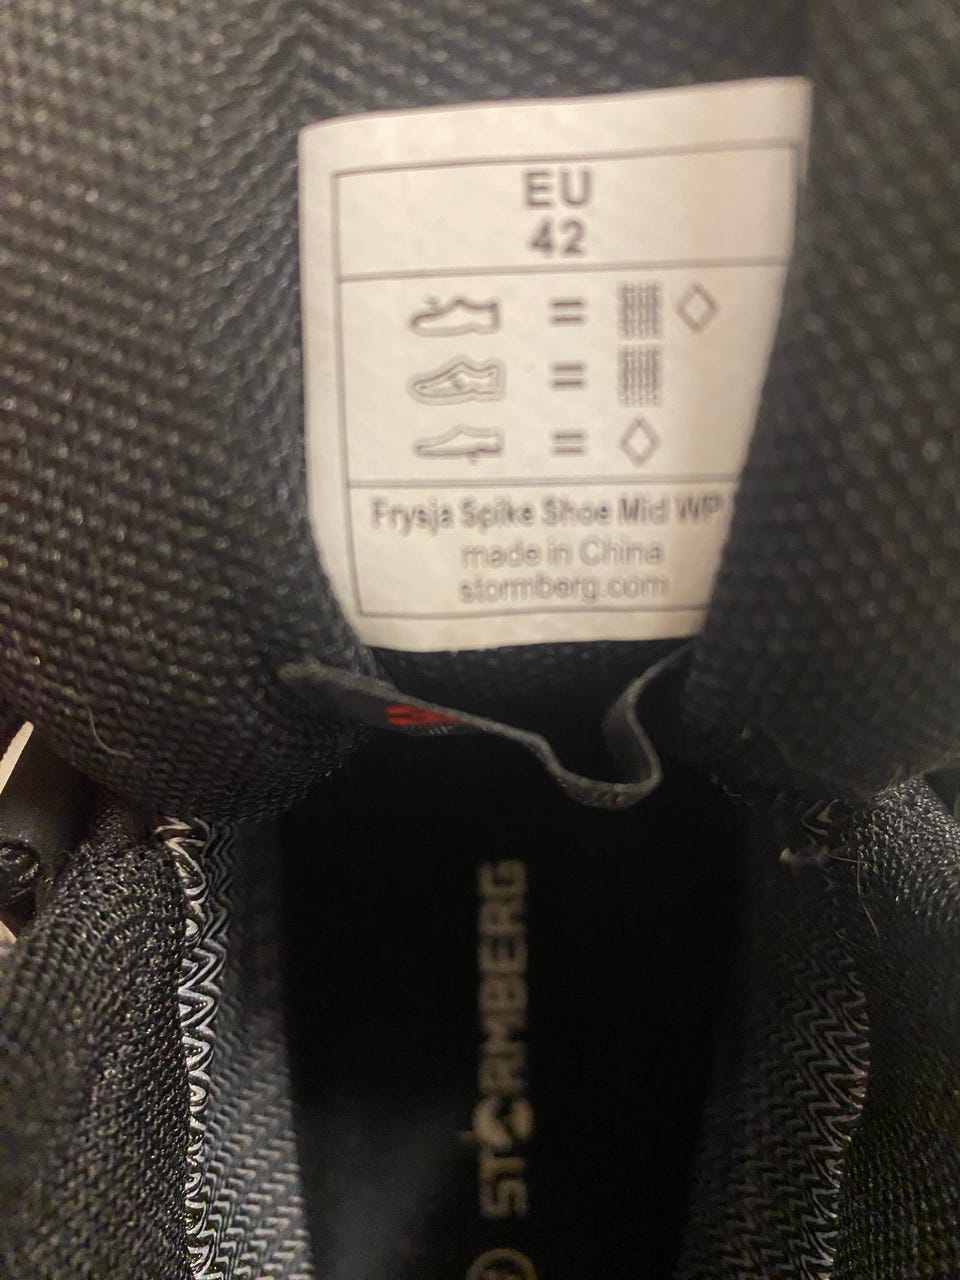 EU
42
=
=
=
Frysja Spike Shoe Mid WP
made in China
stormberg.com
STORMBERG